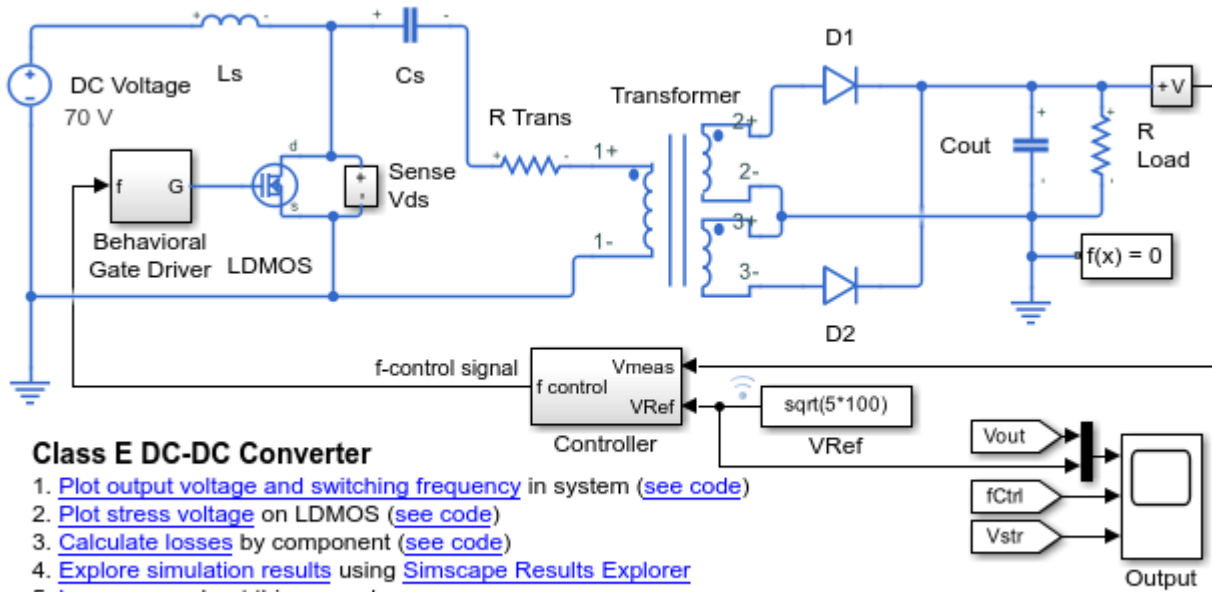 D1
Ls
Cs
DC Voltage
70 V
R Trans
Transformer
+V
Cout
R
Load
1+
2+
2-
1-
3+
3-
d
s
f
G
Sense
Vds
Behavioral
Gate Driver
LDMOS
f(x) = 0
D2
f-control signal
Vmeas
f control
VRef
Controller
sqrt(5*100)
VRef
Vout
fCtrl
Vstr
Output
Class E DC-DC Converter
1. Plot output voltage and switching frequency in system (see code)
2. Plot stress voltage on LDMOS (see code)
3. Calculate losses by component (see code)
4. Explore simulation results using Simscape Results Explorer